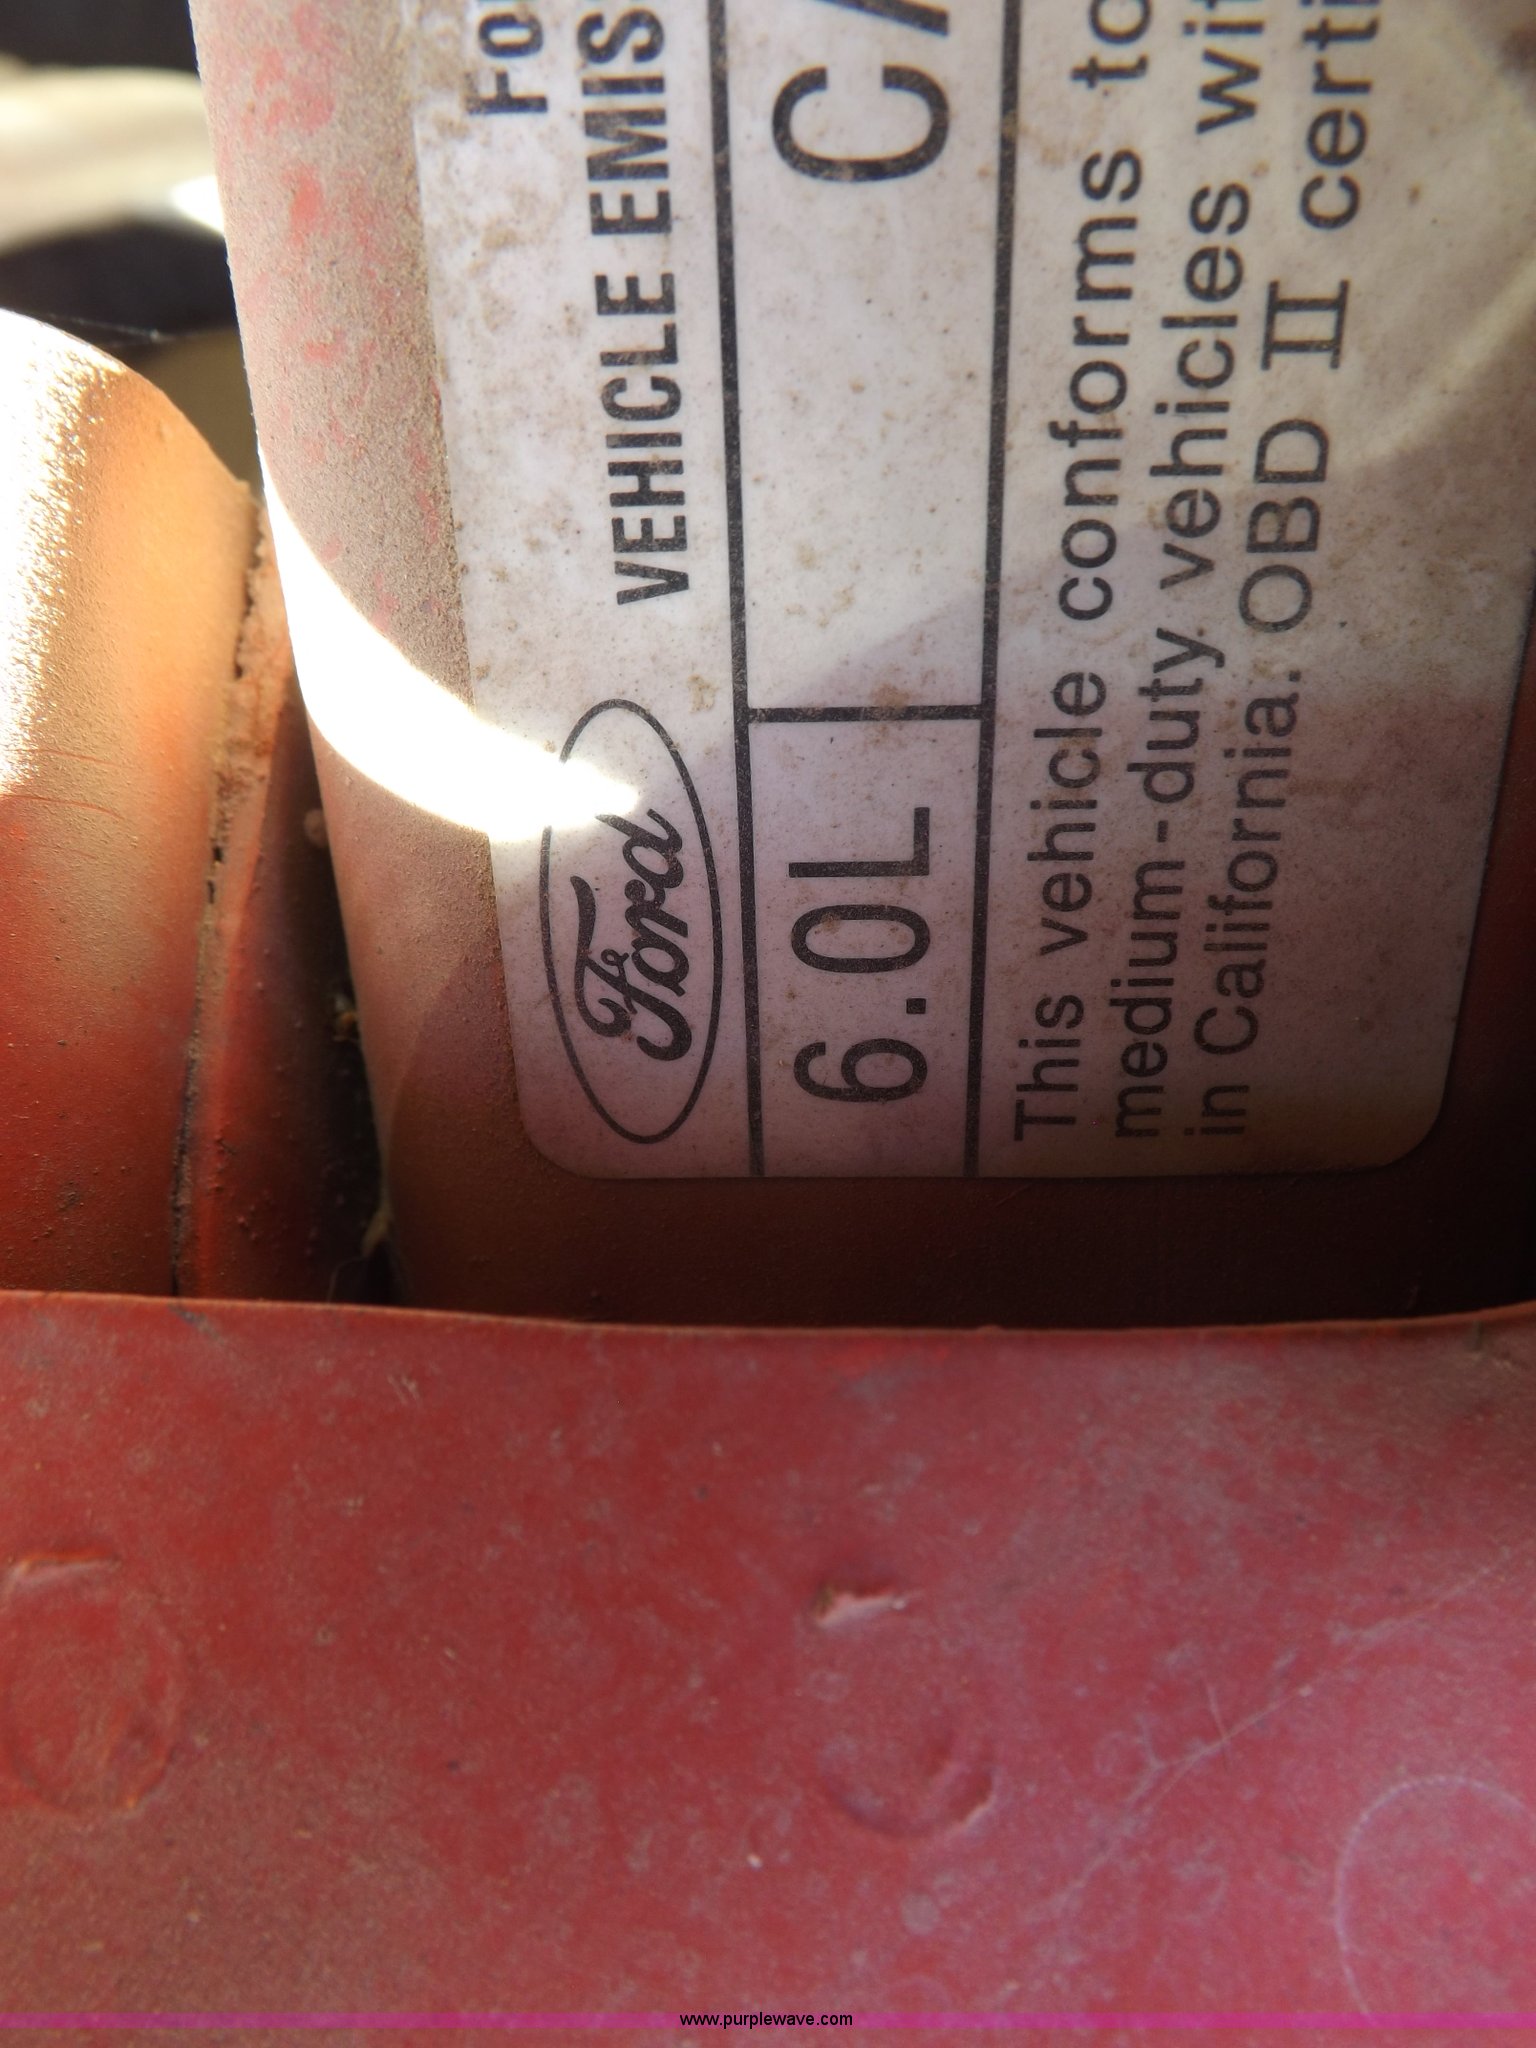 For
VEHICLE EMIS
Ford
6.0L
CA
This vehicle conforms to
medium-duty vehicles wit
in California. OBD II certi
www.purplewave.com